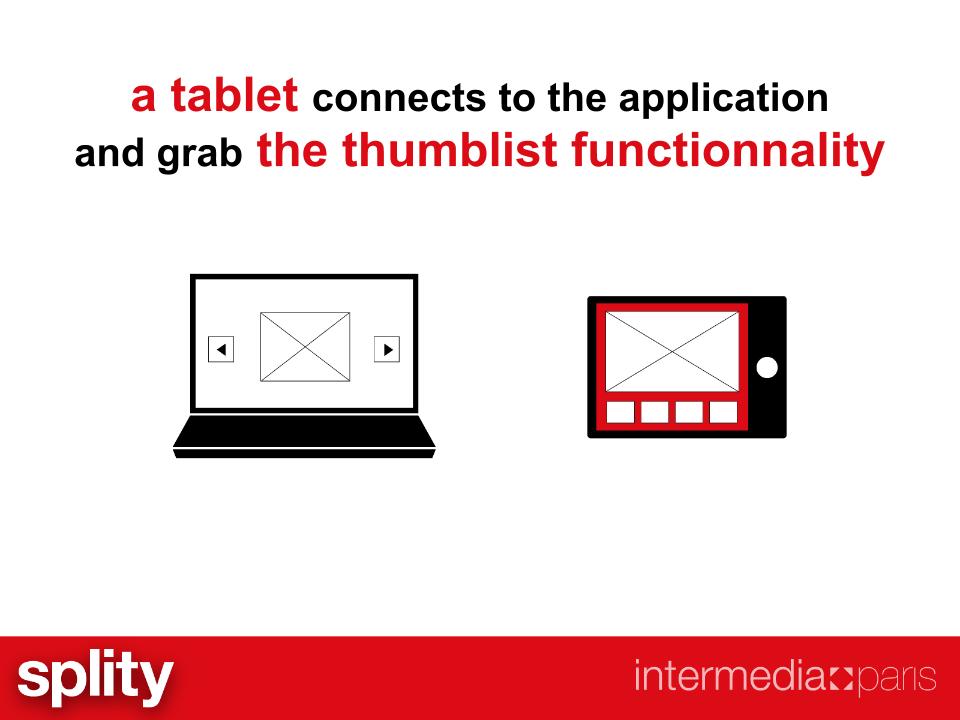 a tablet connects to the application
and grab the thumblist functionnality
splity
intermedia paris